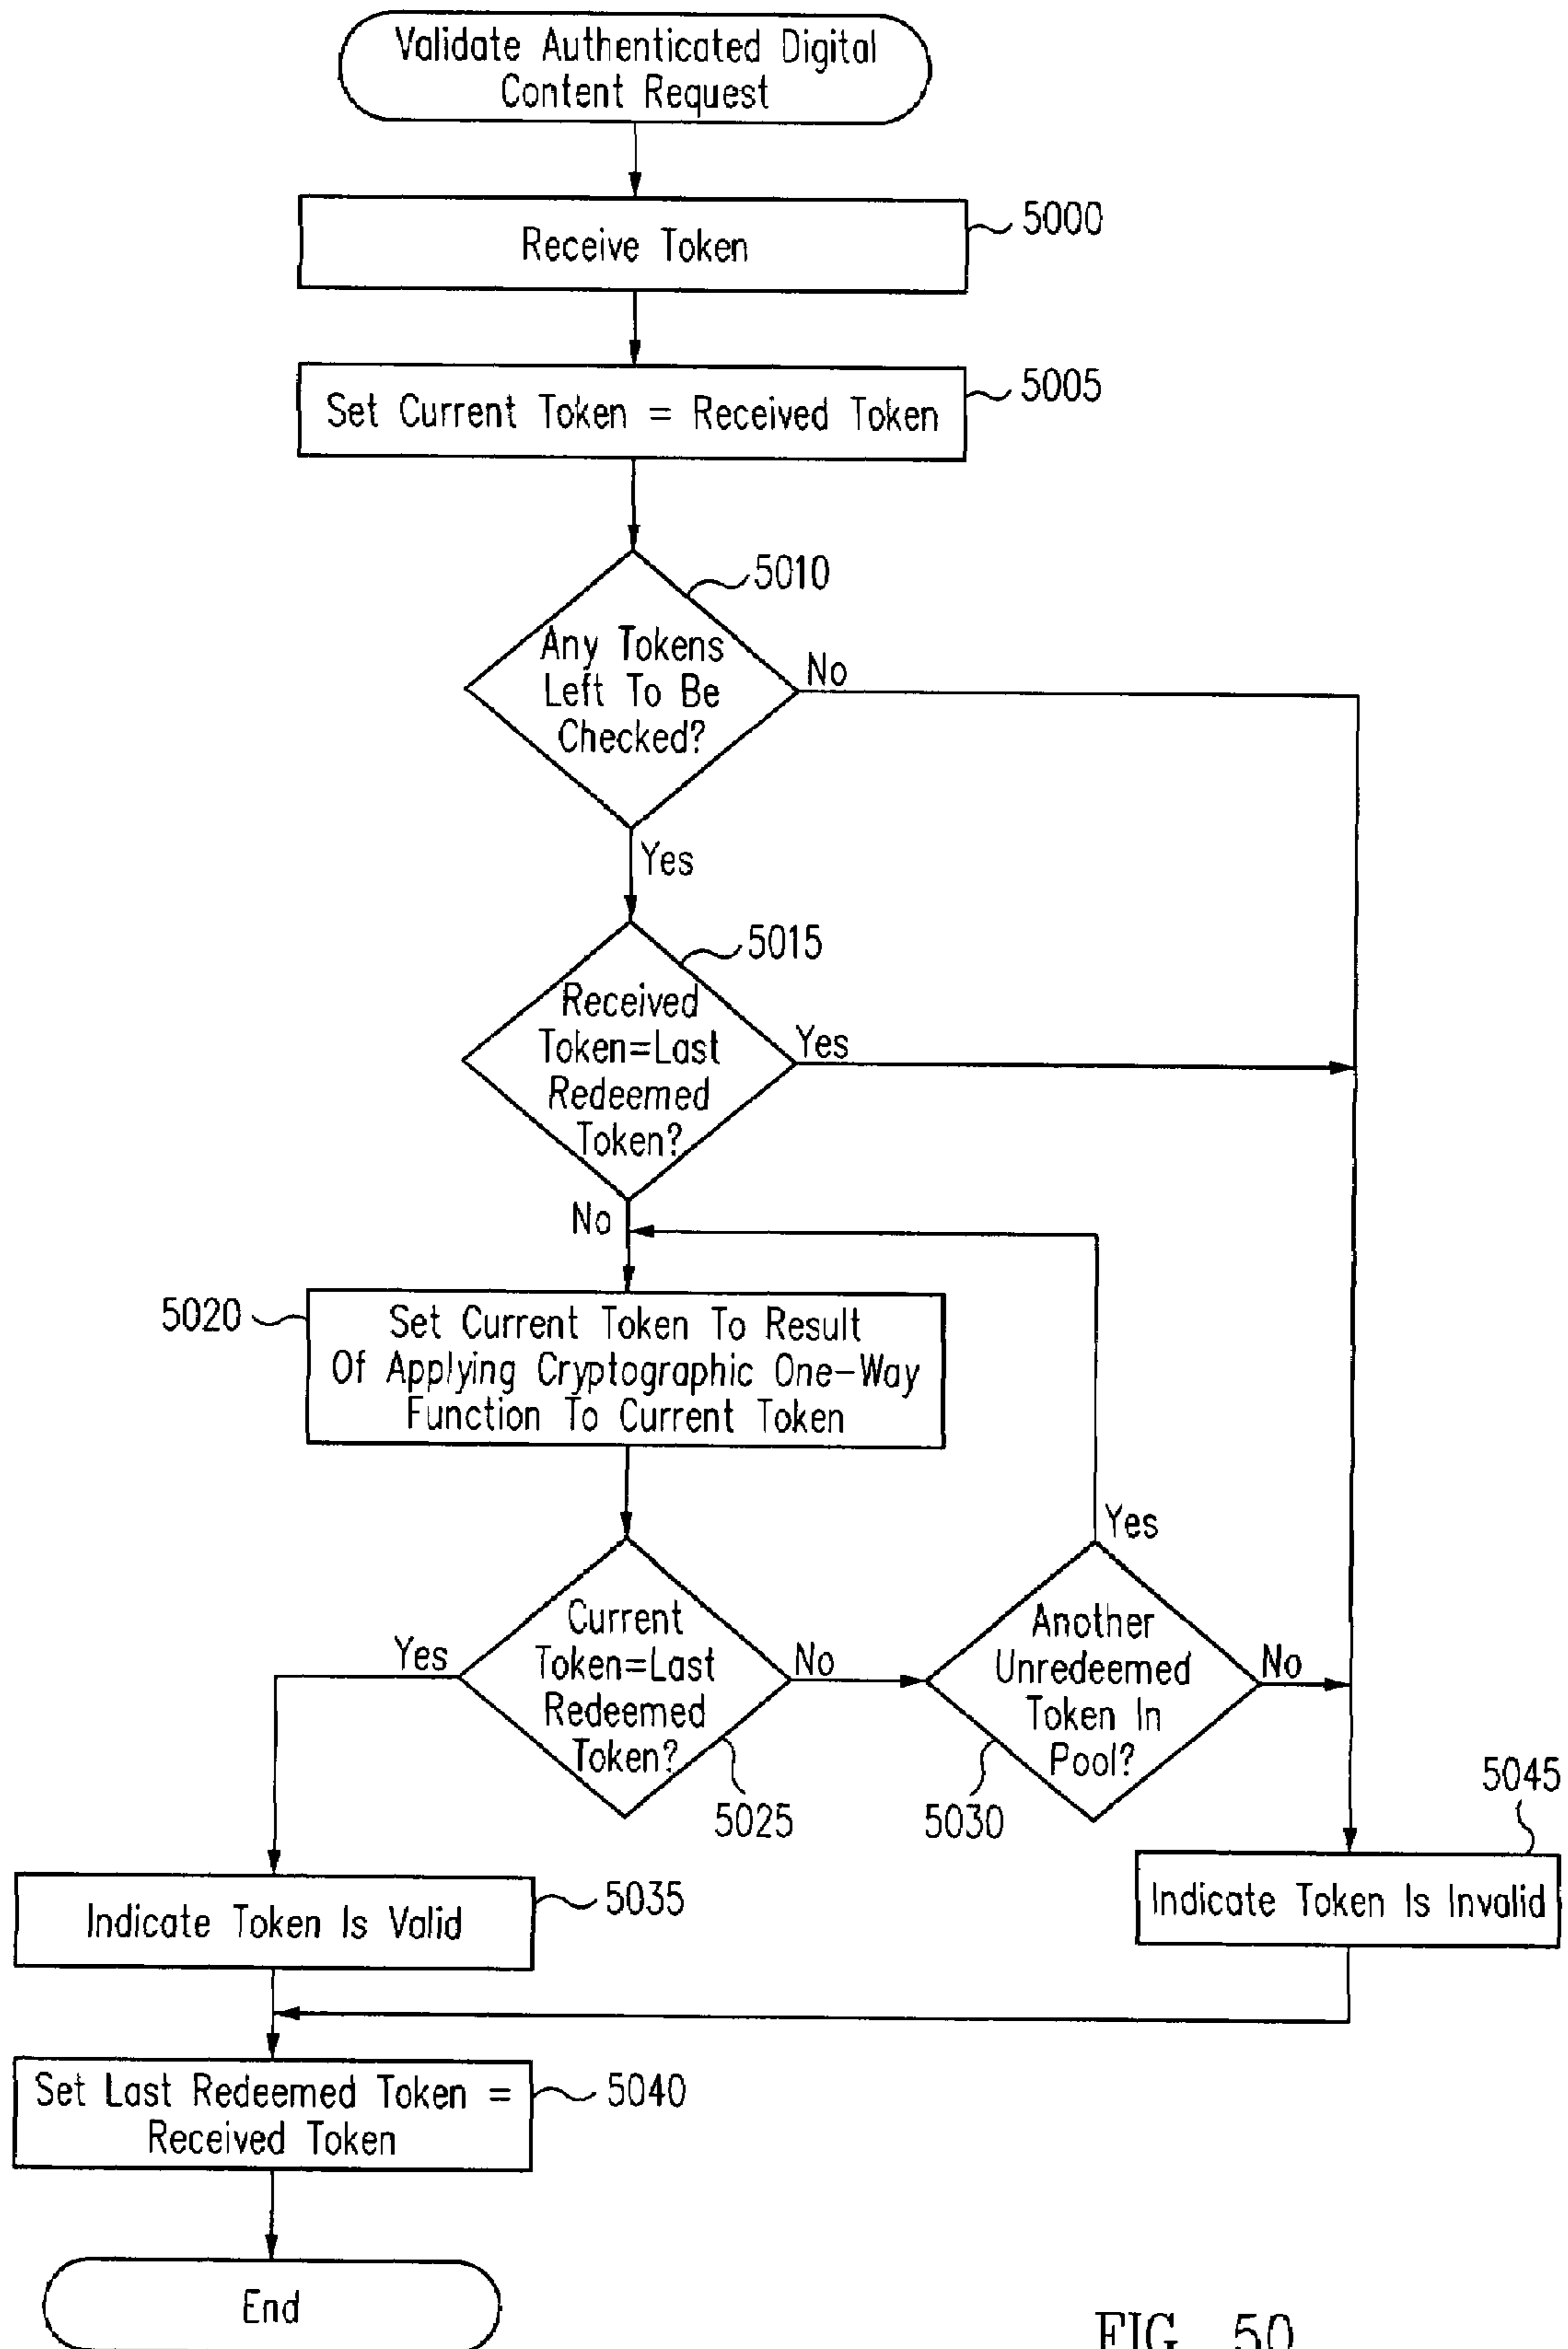 Validate Authenticated Digital
Content Request
Receive Token
5000
Set Current Token = Received Token
5005
5010
Any Tokens
Left To Be
Checked?
No
Yes
5015
Received
Token=Last
Redeemed
Token?
Yes
No
5020
Set Current Token To Result
Of Applying Cryptographic One-Way
Function To Current Token
Yes
Current
Token=Last
Redeemed
Token?
Yes
No
Another
Unredeemed
Token In
Pool?
No
5025
5030
5045
Indicate Token Is Valid
5035
Indicate Token Is Invalid
Set Last Redeemed Token =
Received Token
5040
End
FIG. 50